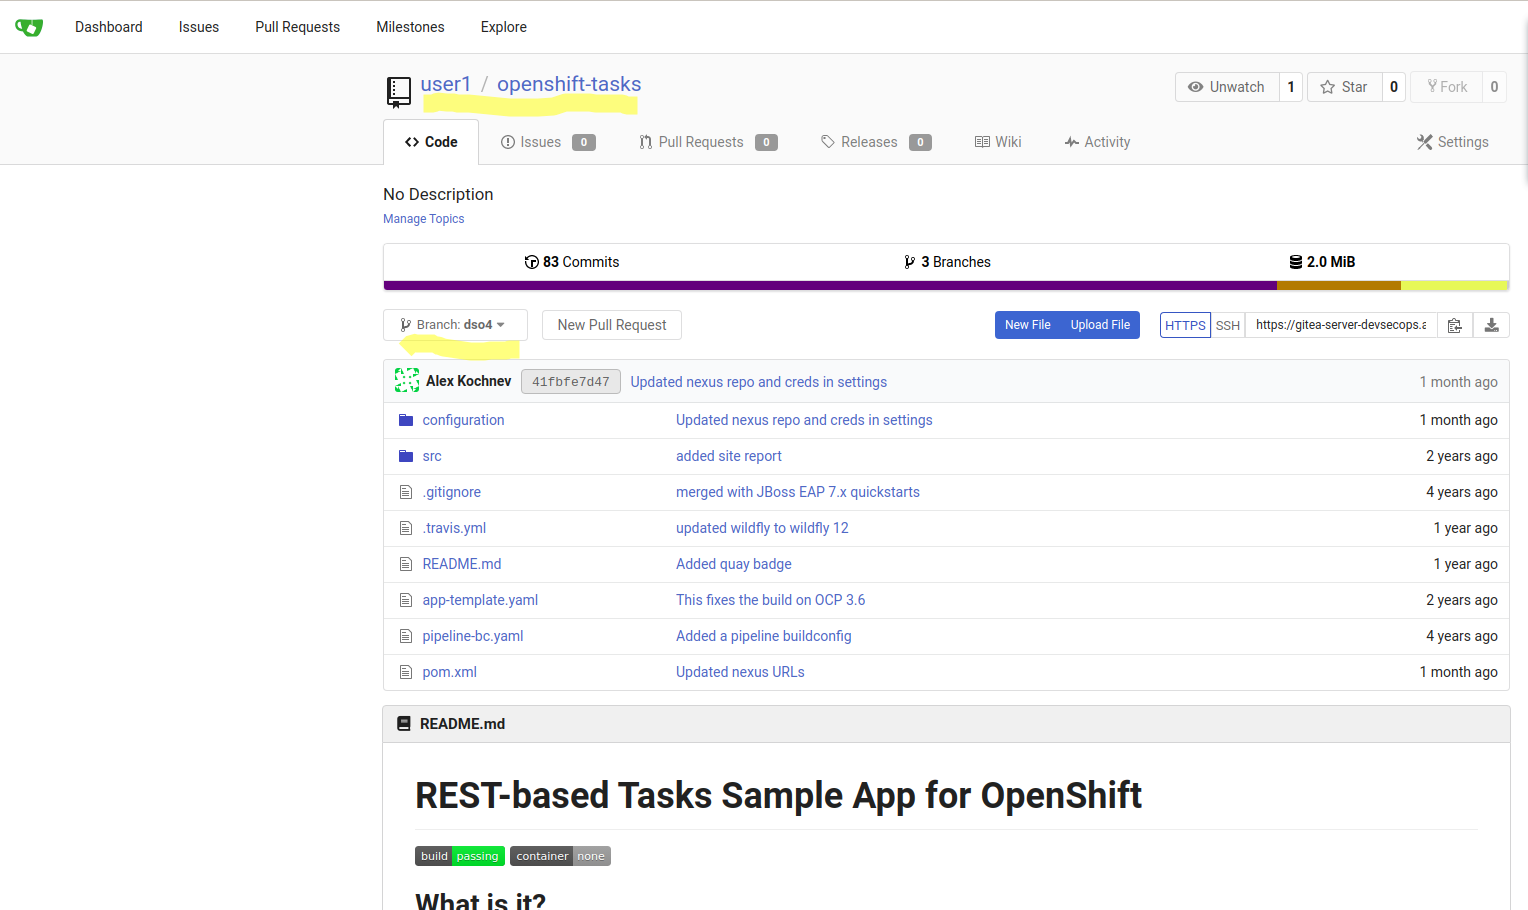 Dashboard Issues Pull Requests Milestones Explore
user1 / openshift-tasks
Unwatch 1 Star 0 Fork 0
Code Issues 0 Pull Requests 0 Releases 0 Wiki Activity Settings
No Description
Manage Topics
83 Commits 3 Branches 2.0 MiB
Branch: dso4 New Pull Request New File Upload File HTTPS SSH https://gitea-server-devsecops.a
Alex Kochnev 41fbfe7d47 Updated nexus repo and creds in settings 1 month ago
configuration Updated nexus repo and creds in settings 1 month ago
src added site report 2 years ago
.gitignore merged with JBoss EAP 7.x quickstarts 4 years ago
.travis.yml updated wildfly to wildfly 12 1 year ago
README.md Added quay badge 1 year ago
app-template.yaml This fixes the build on OCP 3.6 2 years ago
pipeline-bc.yaml Added a pipeline buildconfig 4 years ago
pom.xml Updated nexus URLs 1 month ago
README.md
REST-based Tasks Sample App for OpenShift
build passing container none
What is it?